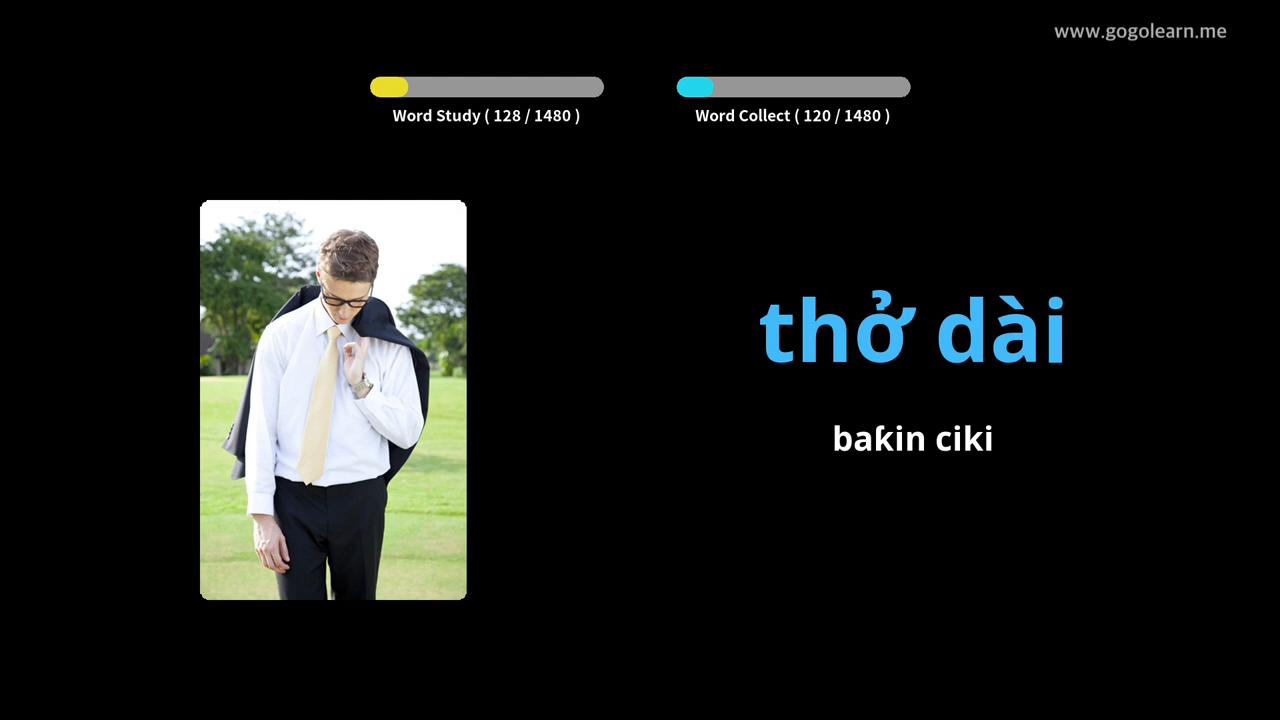 www.gogolearn.me
Word Study ( 128 / 1480 )
Word Collect ( 120 / 1480 )
thở dài
baƙin ciki